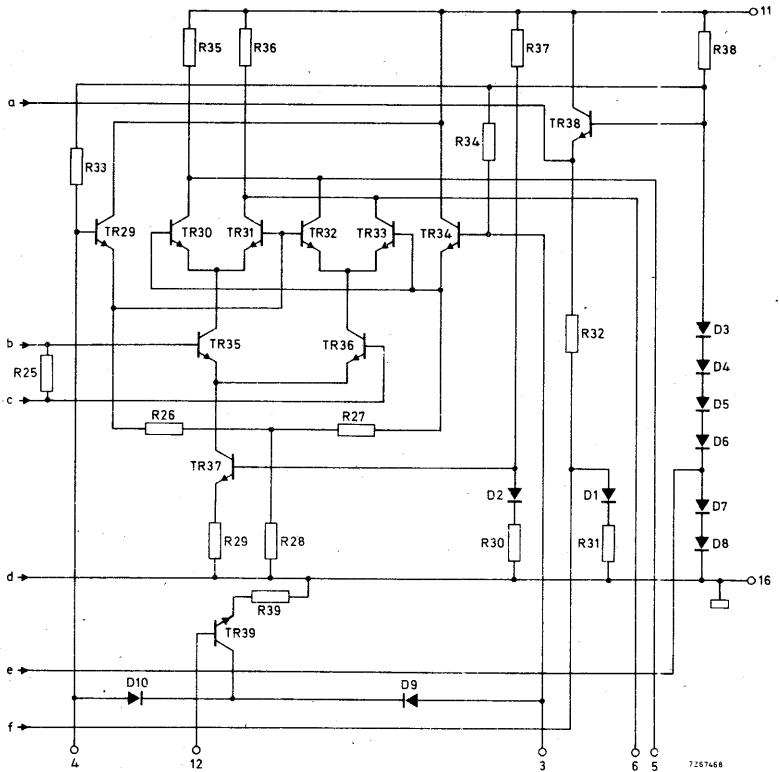 11
R35
R36
R37
R38
a
TR38
R34
R33
TR29
TR30
TR31
TR32
TR33
TR34
b
TR35
TR36
R32
D3
R25
D4
c
D5
R26
R27
D6
TR37
D2
D1
D7
R29
R28
R30
R31
D8
d
16
R39
TR39
e
D10
D9
f
4
12
3
6
5
7Z67468